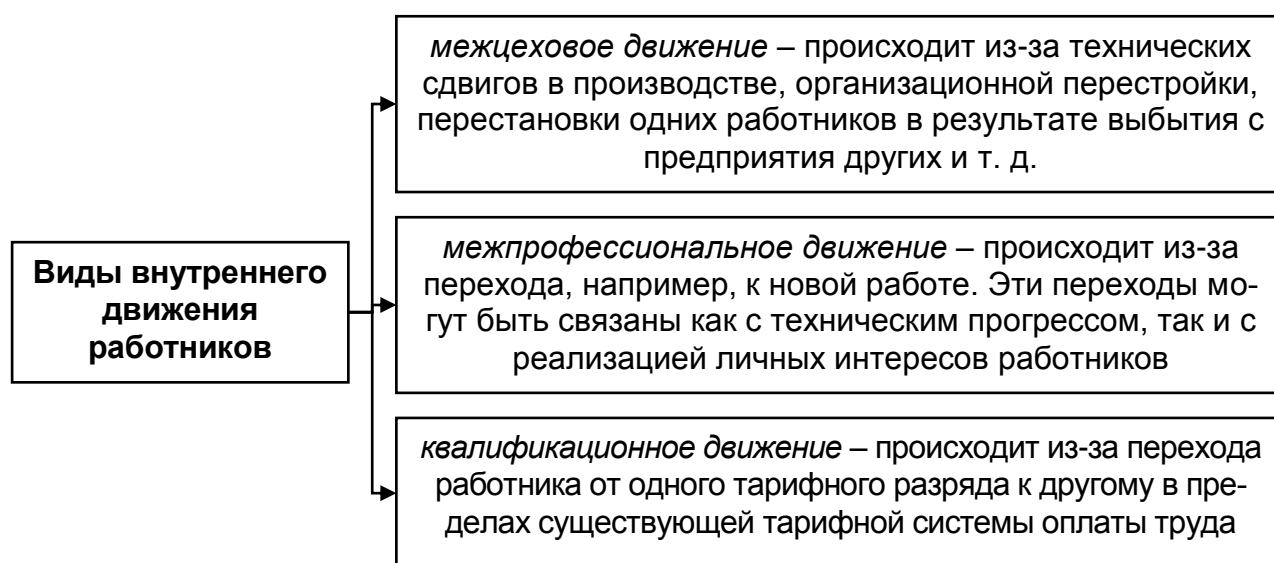 межцеховое движение – происходит из-за технических
сдвигов в производстве, организационной перестройки,
перестановки одних работников в результате выбытия с
предприятия других и т. д.
Виды внутреннего
движения
работников
межпрофессиональное движение – происходит из-за
перехода, например, к новой работе. Эти переходы мо-
гут быть связаны как с техническим прогрессом, так и с
реализацией личных интересов работников
квалификационное движение – происходит из-за перехода
работника от одного тарифного разряда к другому в пре-
делах существующей тарифной системы оплаты труда